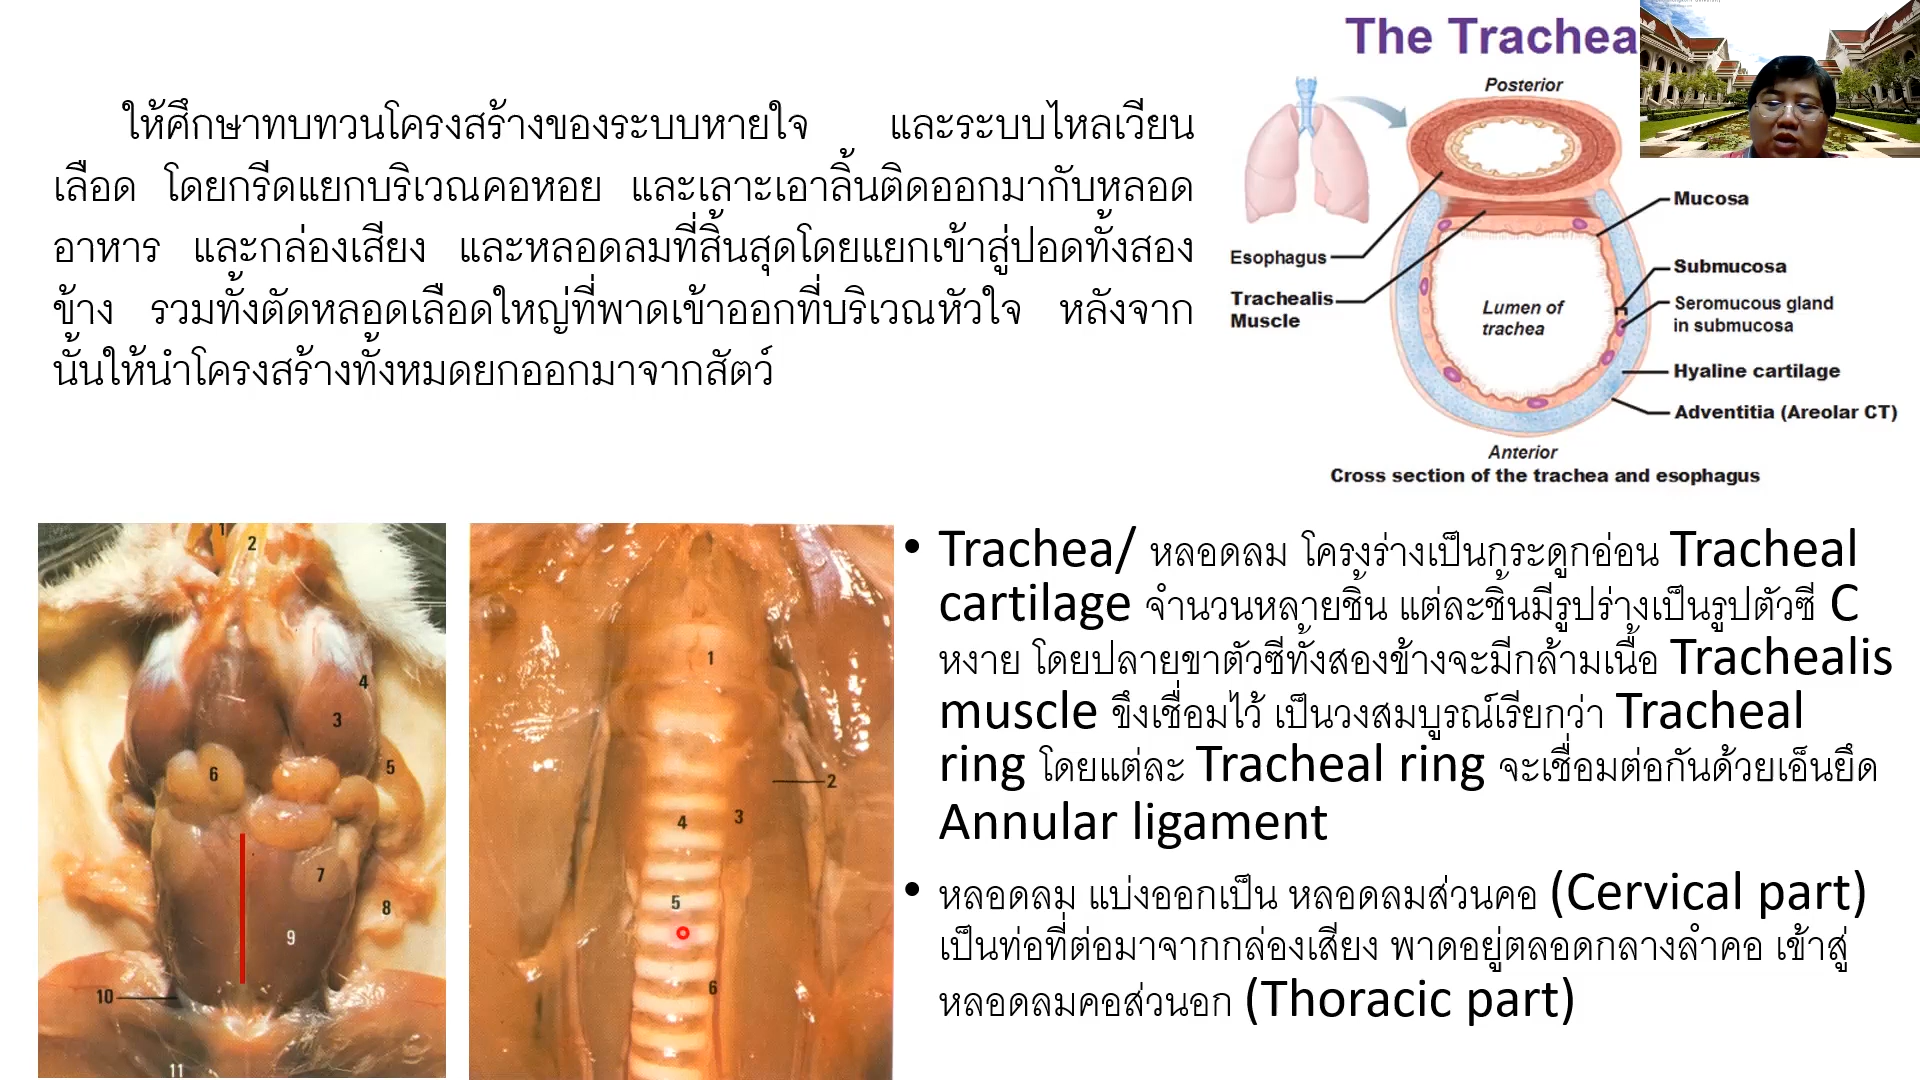 ให้ศึกษาทบทวนโครงสร้างของระบบหายใจ และระบบไหลเวียน
เลือด โดยกรีดแยกบริเวณคอหอย และเลาะเอาลิ้นติดออกมากับหลอด
อาหาร และกล่องเสียง และหลอดลมที่สิ้นสุดโดยแยกเข้าสู่ปอดทั้งสอง
ข้าง รวมทั้งตัดหลอดเลือดใหญ่ที่พาดเข้าออกที่บริเวณหัวใจ หลังจาก
นั้นให้นำโครงสร้างทั้งหมดยกออกมาจากสัตว์
The Trachea
Posterior
Mucosa
Esophagus
Submucosa
Trachealis
Muscle
Lumen of
trachea
Seromucous gland
in submucosa
Hyaline cartilage
Adventitia (Areolar CT)
Anterior
Cross section of the trachea and esophagus
1
2
4
3
5
6
7
8
9
10
11
1
2
3
4
5
6
• Trachea/ หลอดลม โครงร่างเป็นกระดูกอ่อน Tracheal
cartilage จำนวนหลายชิ้น แต่ละชิ้นมีรูปร่างเป็นรูปตัวซี C
หงาย โดยปลายขาตัวซีทั้งสองข้างจะมีกล้ามเนื้อ Trachealis
muscle ขึงเชื่อมไว้ เป็นวงสมบูรณ์เรียกว่า Tracheal
ring โดยแต่ละ Tracheal ring จะเชื่อมต่อกันด้วยเอ็นยึด
Annular ligament
• หลอดลม แบ่งออกเป็น หลอดลมส่วนคอ (Cervical part)
เป็นท่อที่ต่อมาจากกล่องเสียง พาดอยู่ตลอดกลางลำคอ เข้าสู่
หลอดลมคอส่วนอก (Thoracic part)